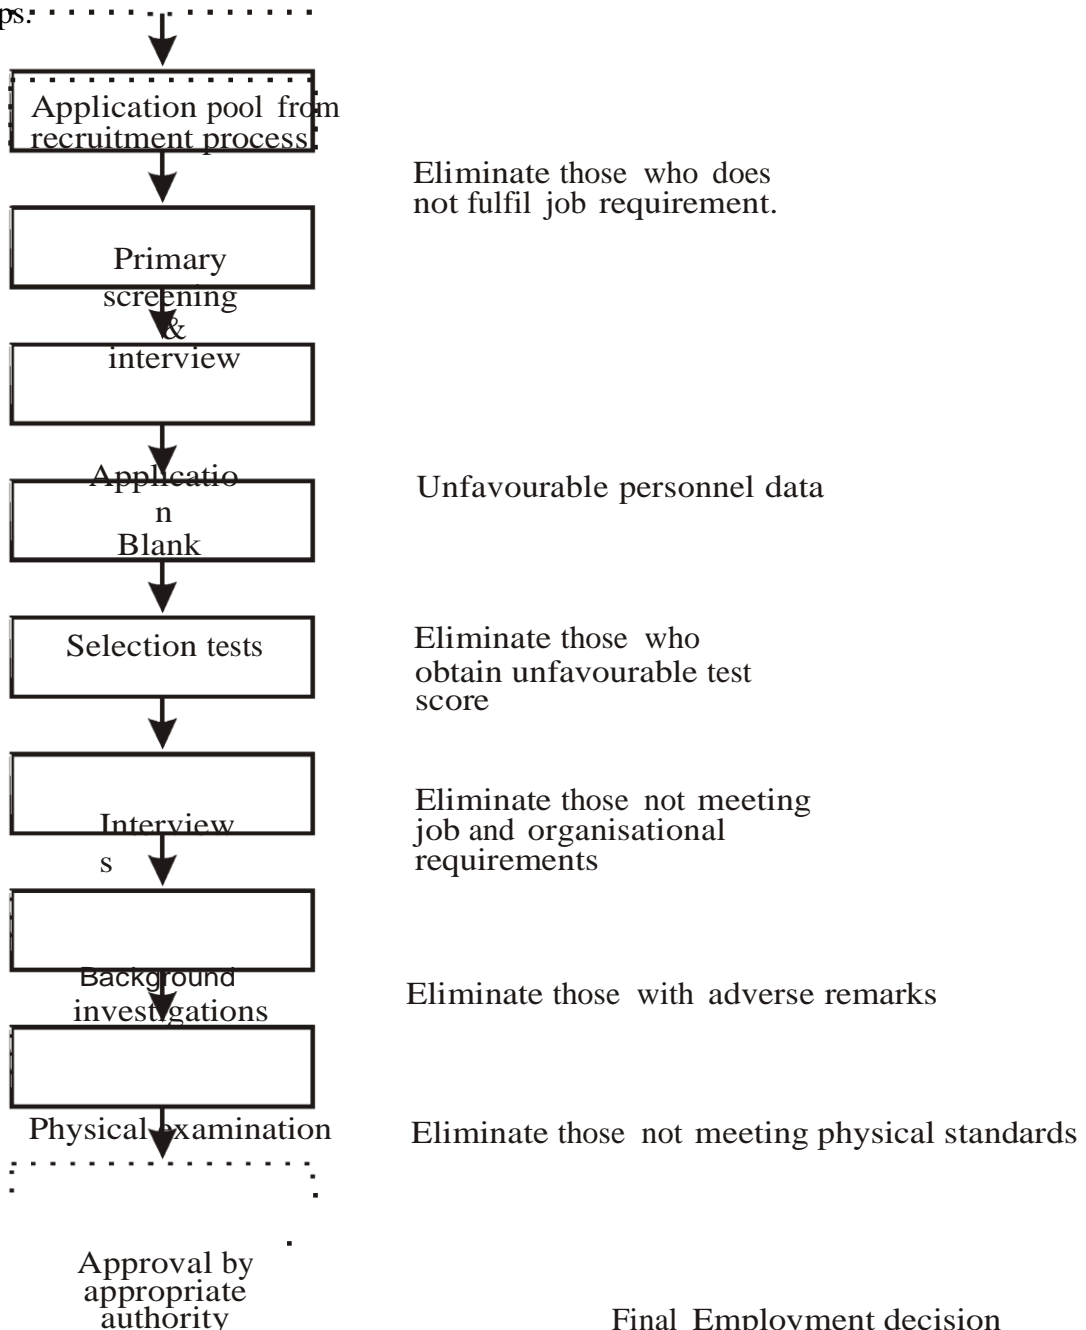 ps.
Application pool from
recruitment process
Eliminate those who does
not fulfil job requirement.
Primary
screening
&
interview
Applicatio
n
Blank
Unfavourable personnel data
Selection tests
Eliminate those who
obtain unfavourable test
score
Interview
s
Eliminate those not meeting
job and organisational
requirements
Background
investigations
Eliminate those with adverse remarks
Physical examination
Eliminate those not meeting physical standards
Approval by
appropriate
authority
Final Employment decision